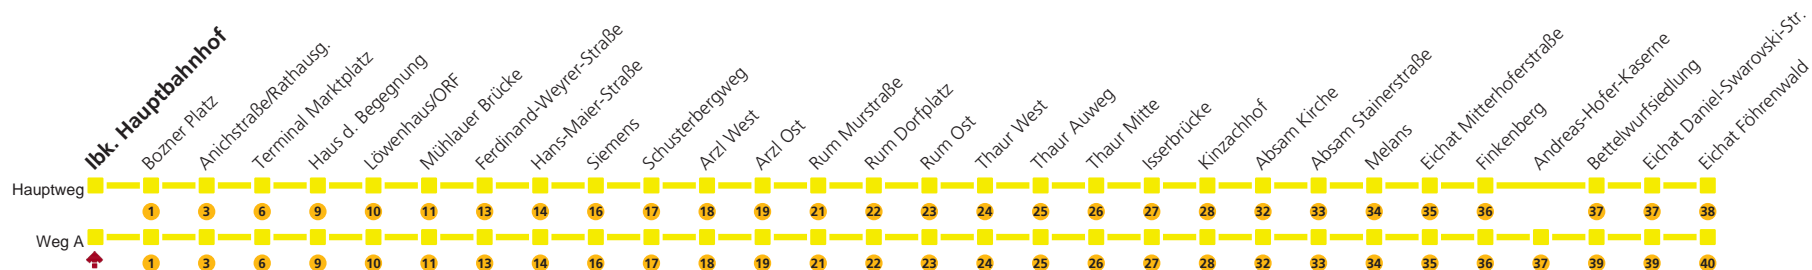 Ibk. Hauptbahnhof
Bozner Platz
Anichstraße/Rathausg.
Terminal Marktplatz
Haus d. Begegnung
Löwenhaus/ORF
Mühlauer Brücke
Ferdinand-Weyrer-Straße
Hans-Maier-Straße
Siemens
Schusterbergweg
Arzl West
Arzl Ost
Rum Murstraße
Rum Dorfplatz
Rum Ost
Thaur West
Thaur Auweg
Thaur Mitte
Isserbrücke
Kinzachhof
Absam Kirche
Absam Stainerstraße
Melans
Eichat Mitterhoferstraße
Finkenberg
Andreas-Hofer-Kaserne
Bettelwurfsiedlung
Eichat Daniel-Swarovski-Str.
Eichat Föhrenwald
Hauptweg
1 3 6 9 10 11 13 14 16 17 18 19 21 22 23 24 25 26 27 28 32 33 34 35 36 37 37 38
Weg A
1 3 6 9 10 11 13 14 16 17 18 19 21 22 23 24 25 26 27 28 32 33 34 35 36 37 39 39 40